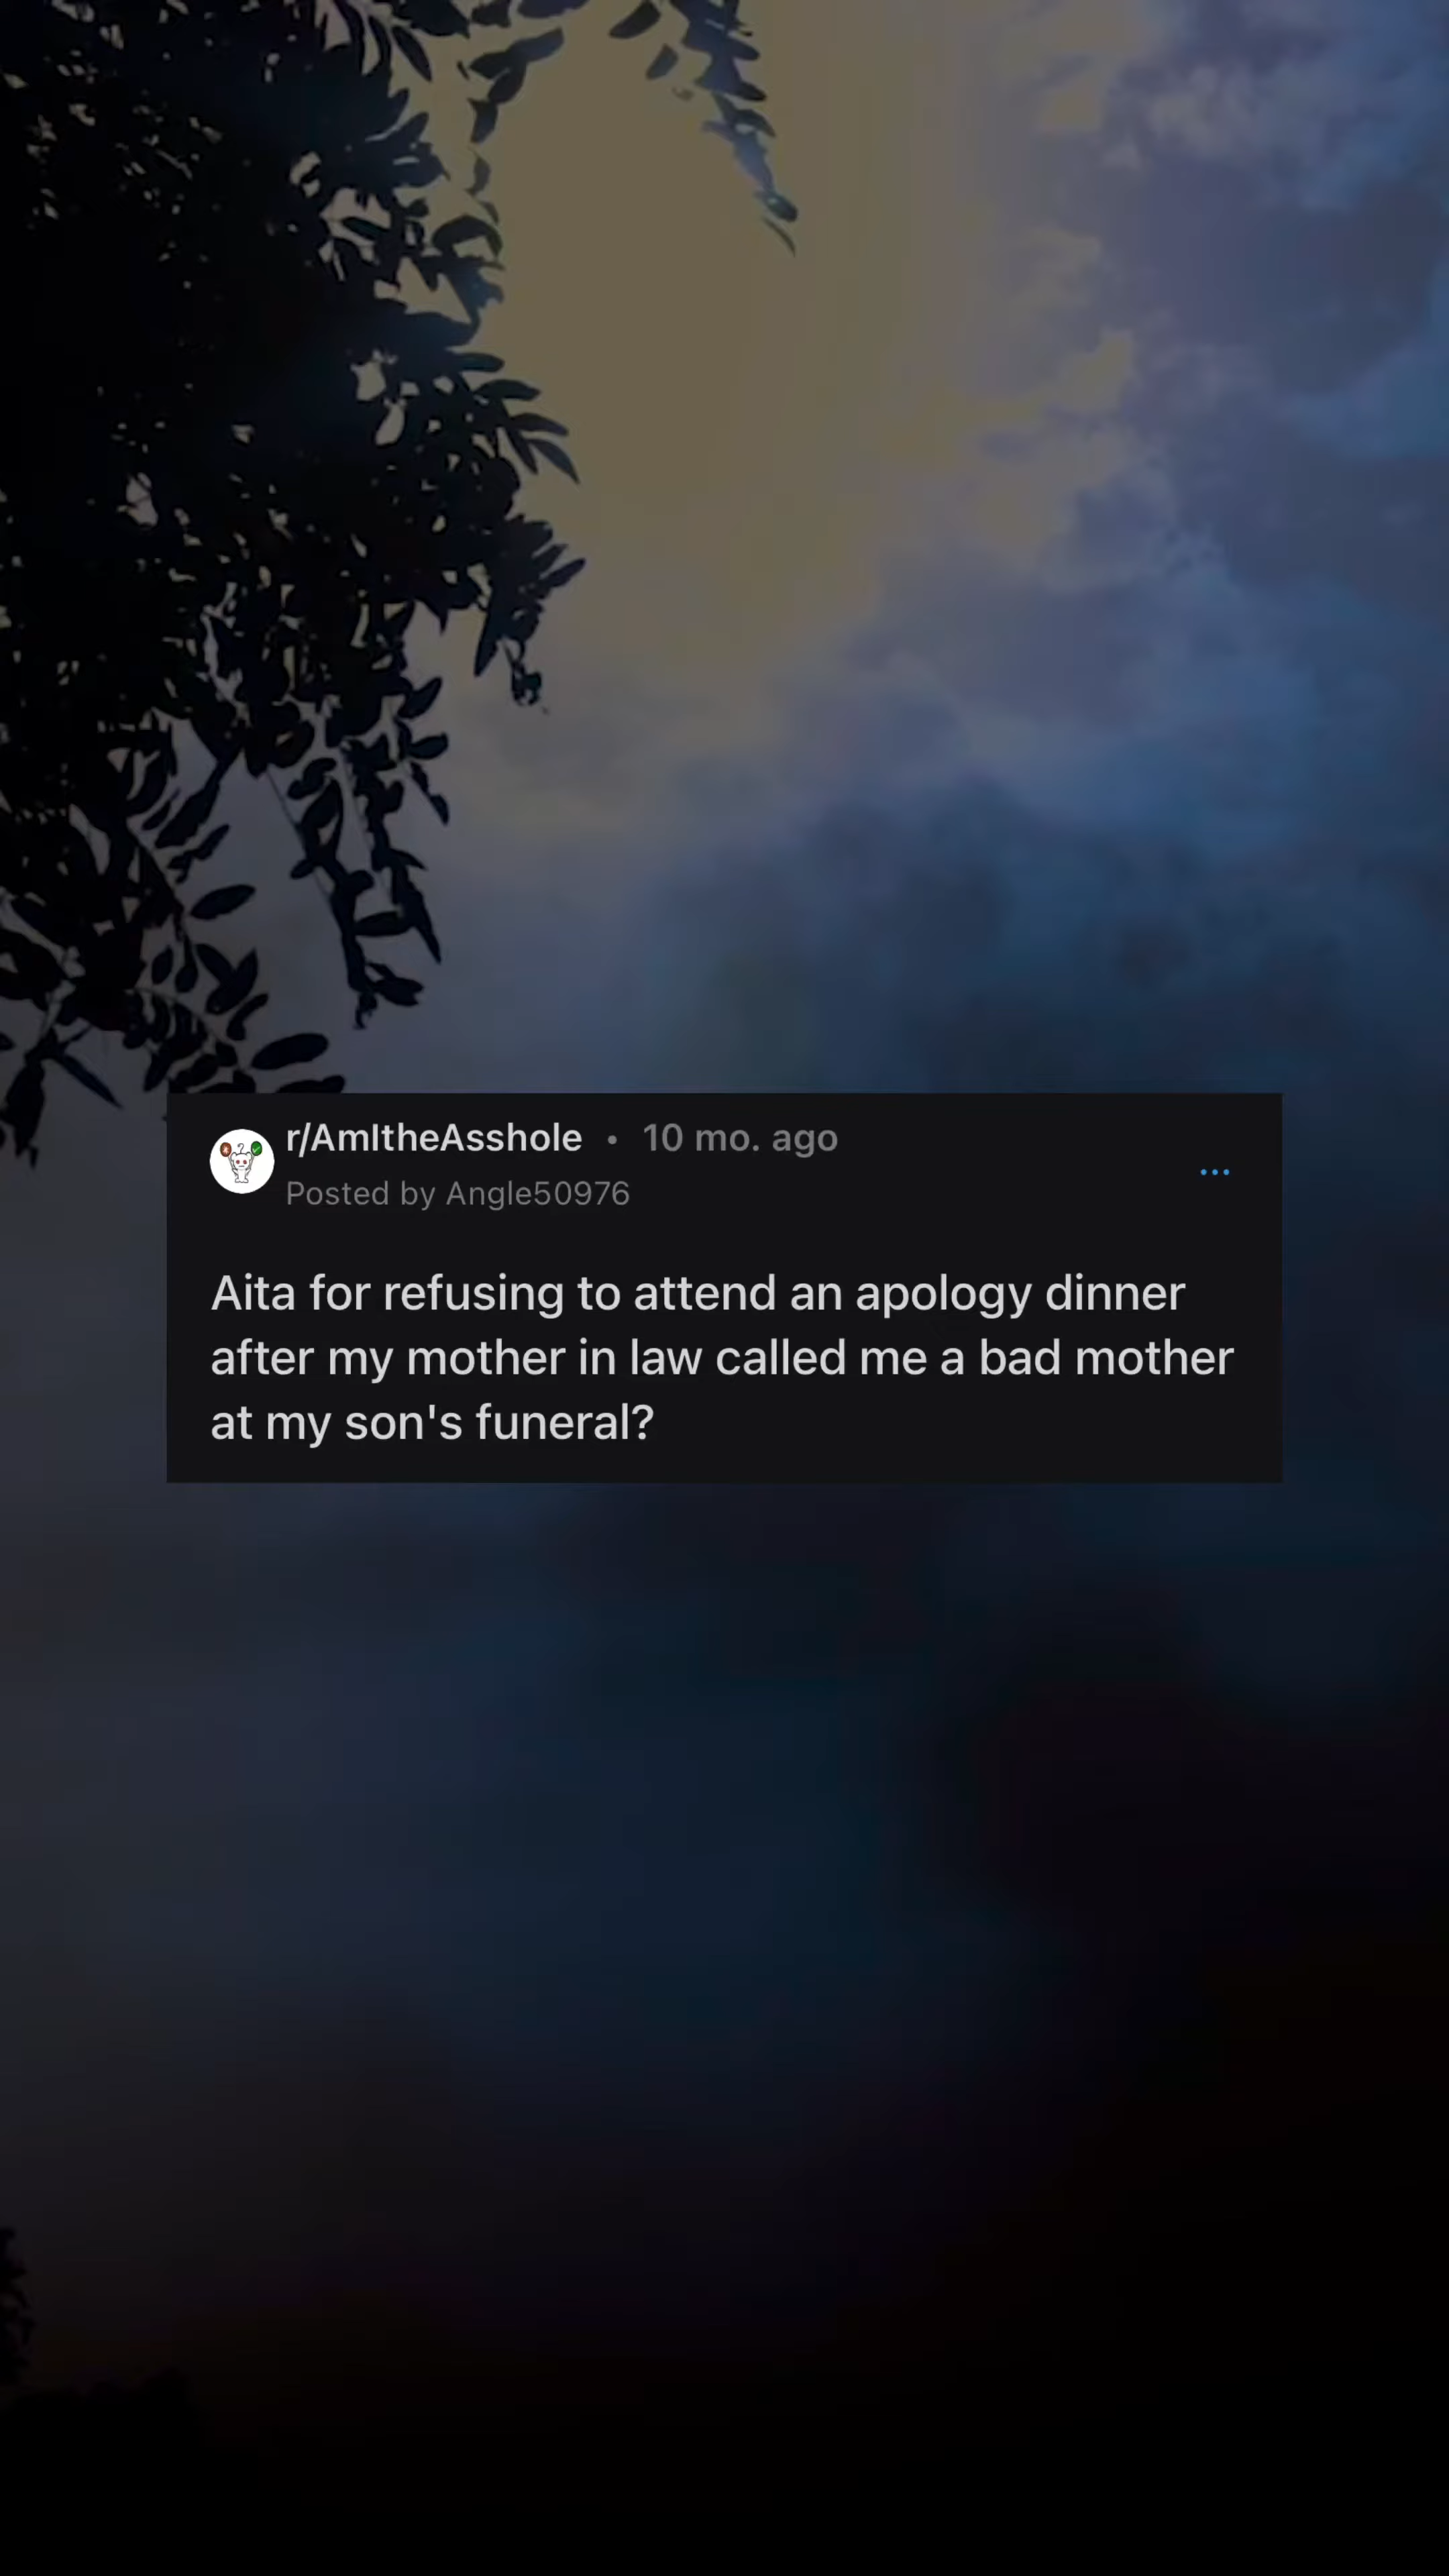 r/AmItheAsshole • 10 mo. ago
Posted by Angle50976
Aita for refusing to attend an apology dinner
after my mother in law called me a bad mother
at my son's funeral?